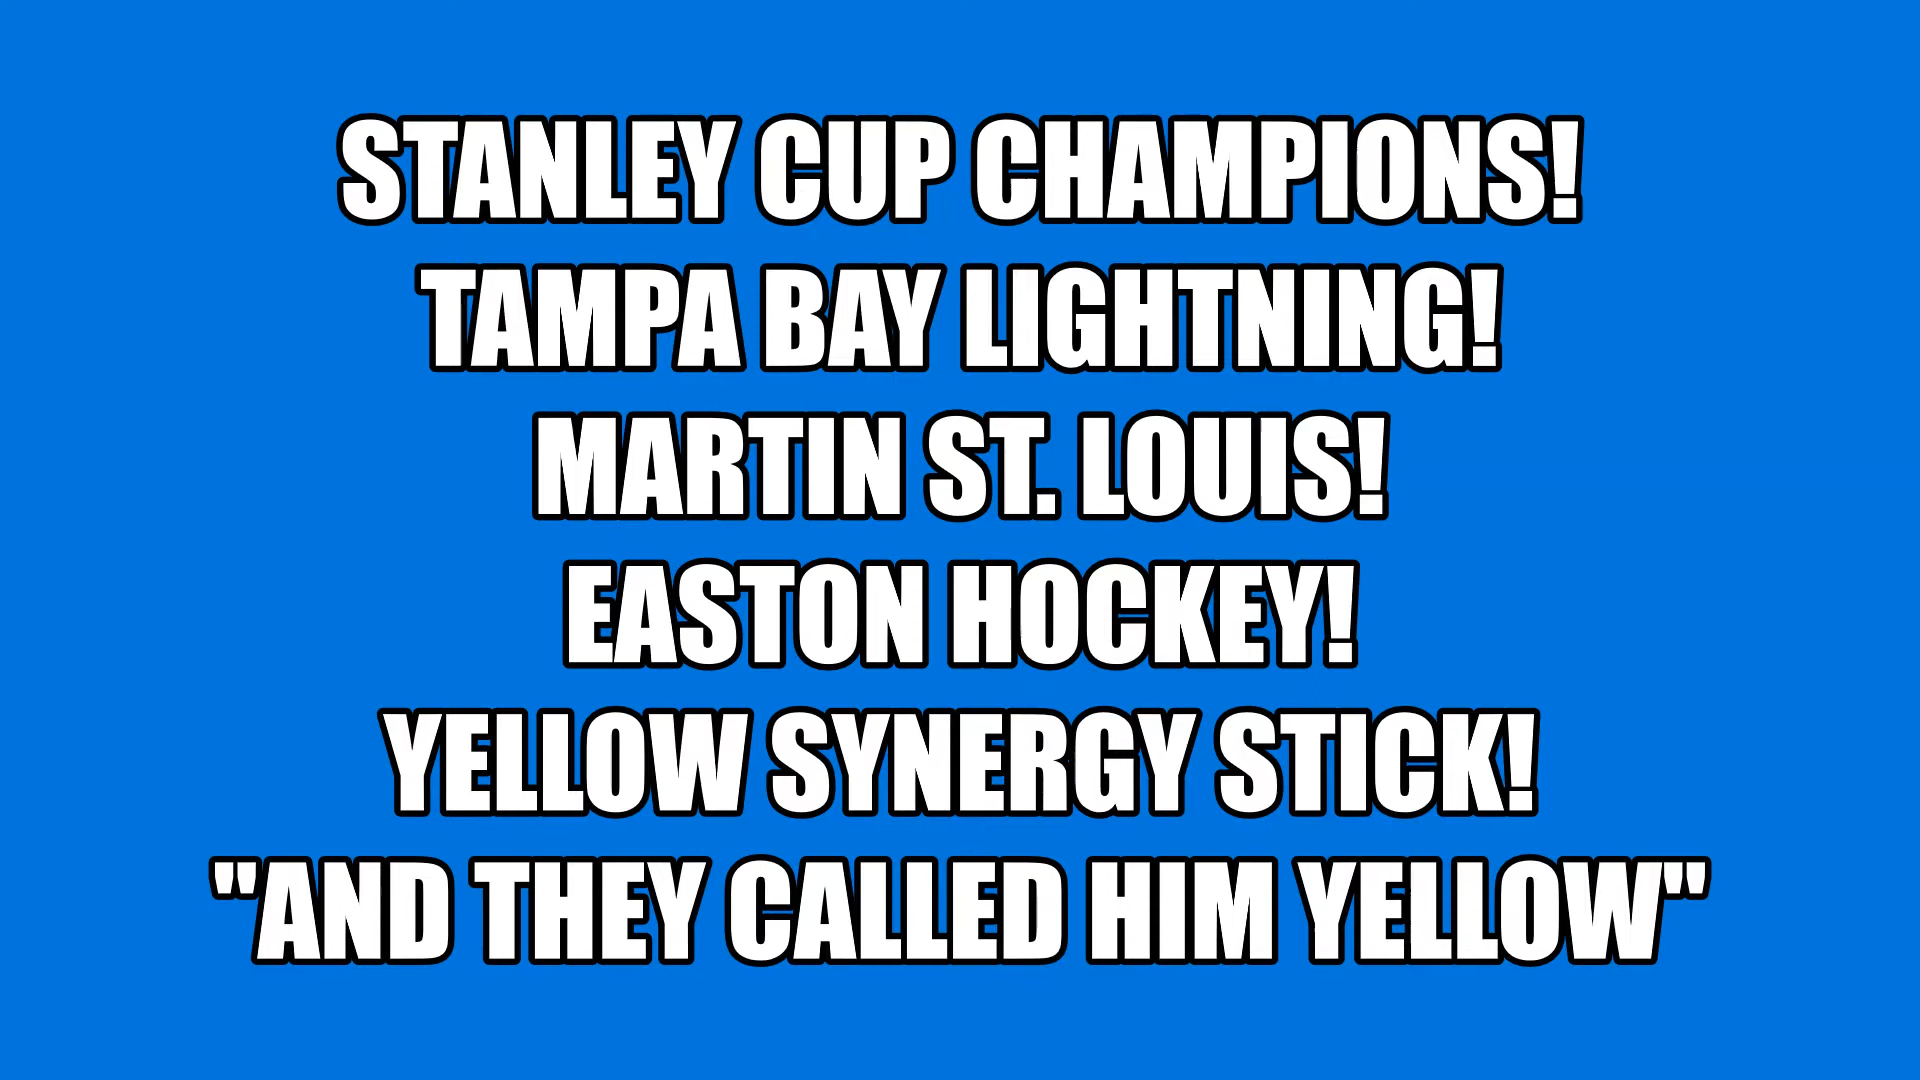 STANLEY CUP CHAMPIONS!
TAMPA BAY LIGHTNING!
MARTIN ST. LOUIS!
EASTON HOCKEY!
YELLOW SYNERGY STICK!
"AND THEY CALLED HIM YELLOW"